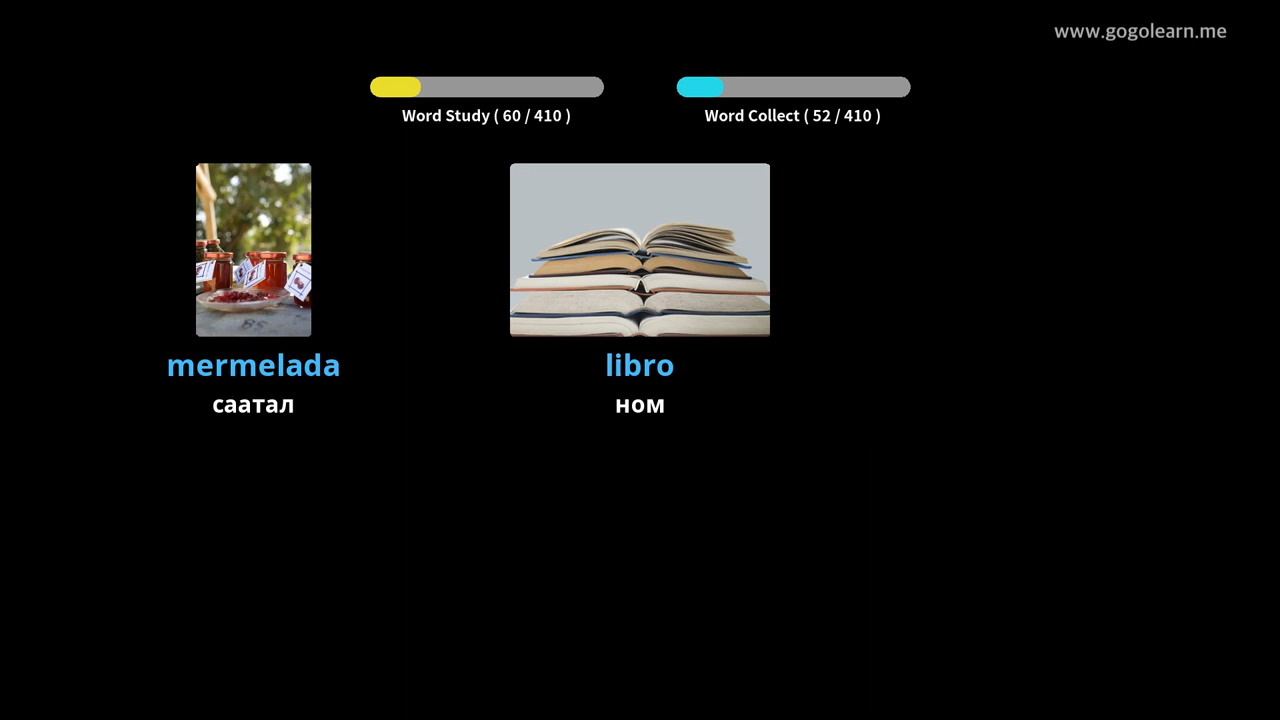 www.gogolearn.me
Word Study ( 60 / 410 )
Word Collect ( 52 / 410 )
mermelada
саатал
libro
ном